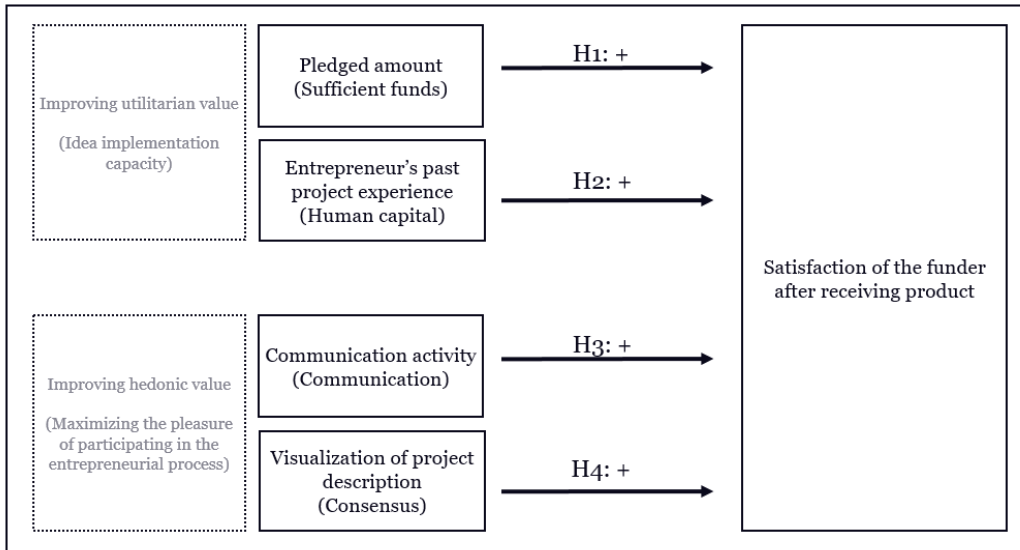 Improving utilitarian value
(Idea implementation
capacity)
Pledged amount
(Sufficient funds)
H1: +
Entrepreneur's past
project experience
(Human capital)
H2: +
Satisfaction of the funder
after receiving product
Improving hedonic value
(Maximizing the pleasure
of participating in the
entrepreneurial process)
Communication activity
(Communication)
H3: +
Visualization of project
description
(Consensus)
H4: +